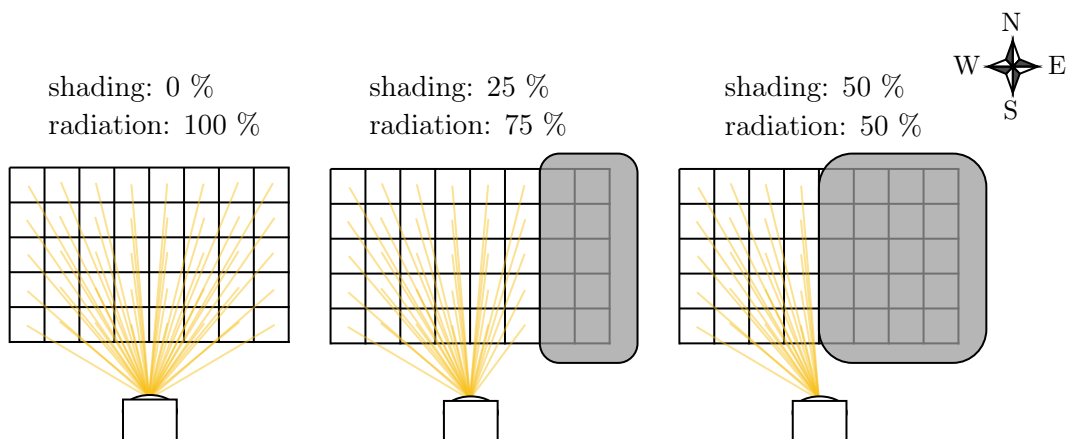 N
W E
S
shading: 0 %
radiation: 100 %
shading: 25 %
radiation: 75 %
shading: 50 %
radiation: 50 %